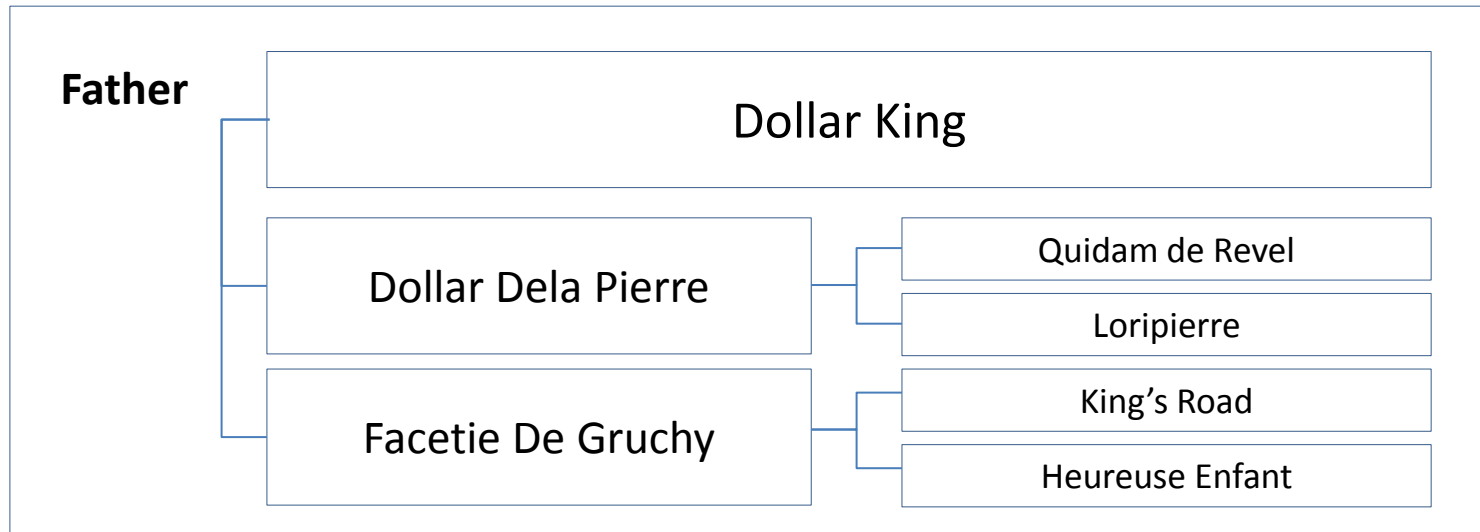 Father
Dollar King
Dollar Dela Pierre
Quidam de Revel
Loripierre
Facetie De Gruchy
King’s Road
Heureuse Enfant